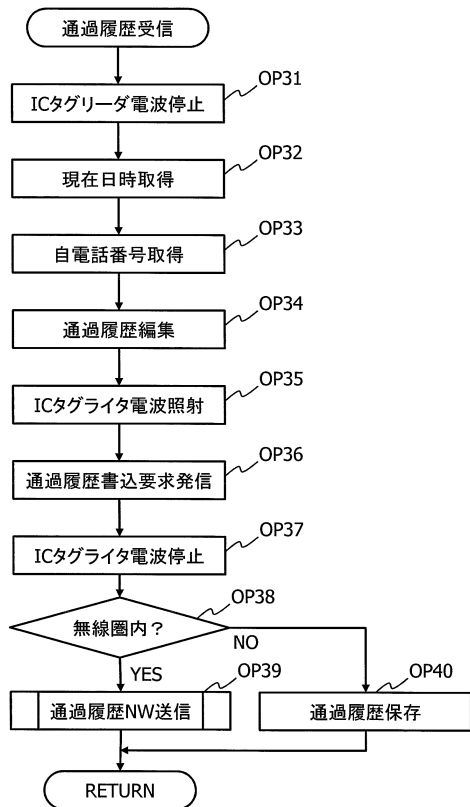 通過履歴受信
OP31
ICタグリーダ電波停止
OP32
現在日時取得
OP33
自電話番号取得
OP34
通過履歴編集
OP35
ICタグライタ電波照射
OP36
通過履歴書込要求発信
OP37
ICタグライタ電波停止
OP38
無線圏内？
NO
YES
OP39
通過履歴NW送信
OP40
通過履歴保存
RETURN